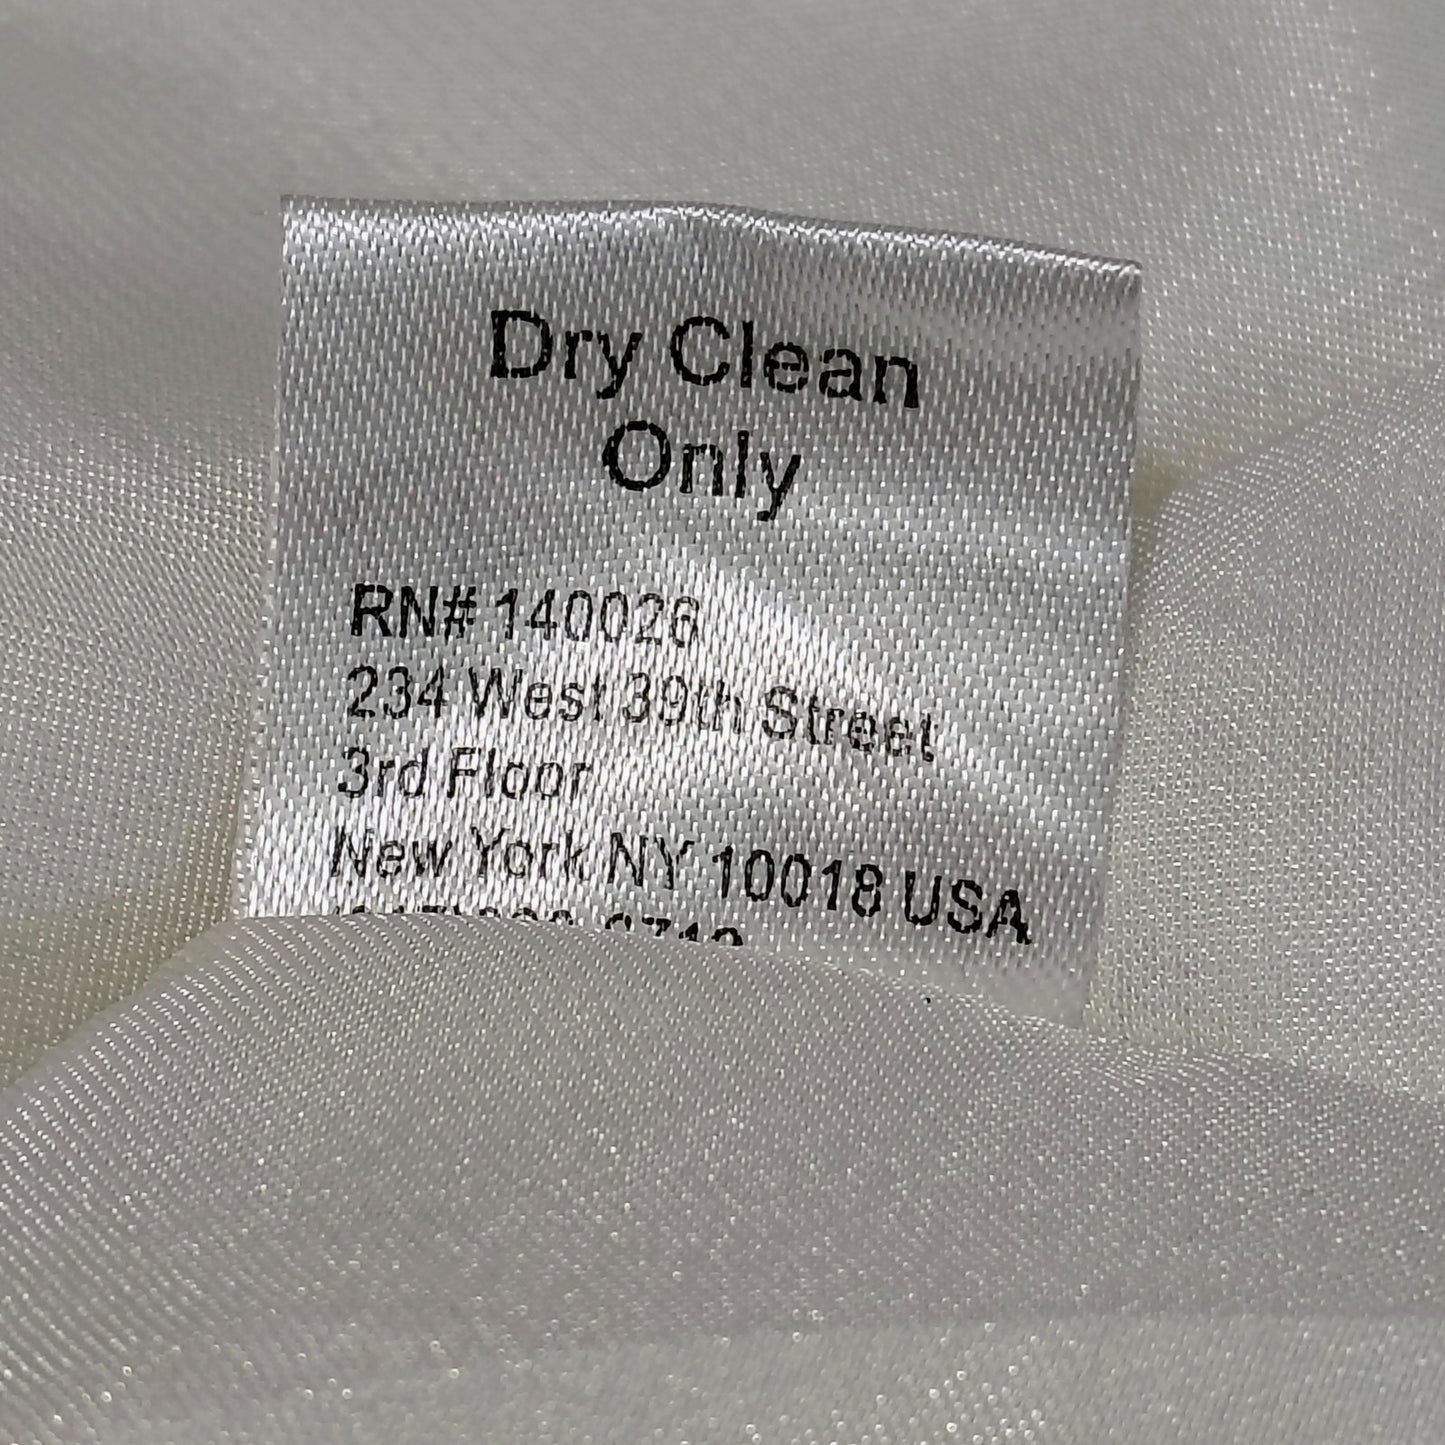 Dry Clean
Only
RN# 140026
234 West 39th Street
3rd Floor
New York NY 10018 USA